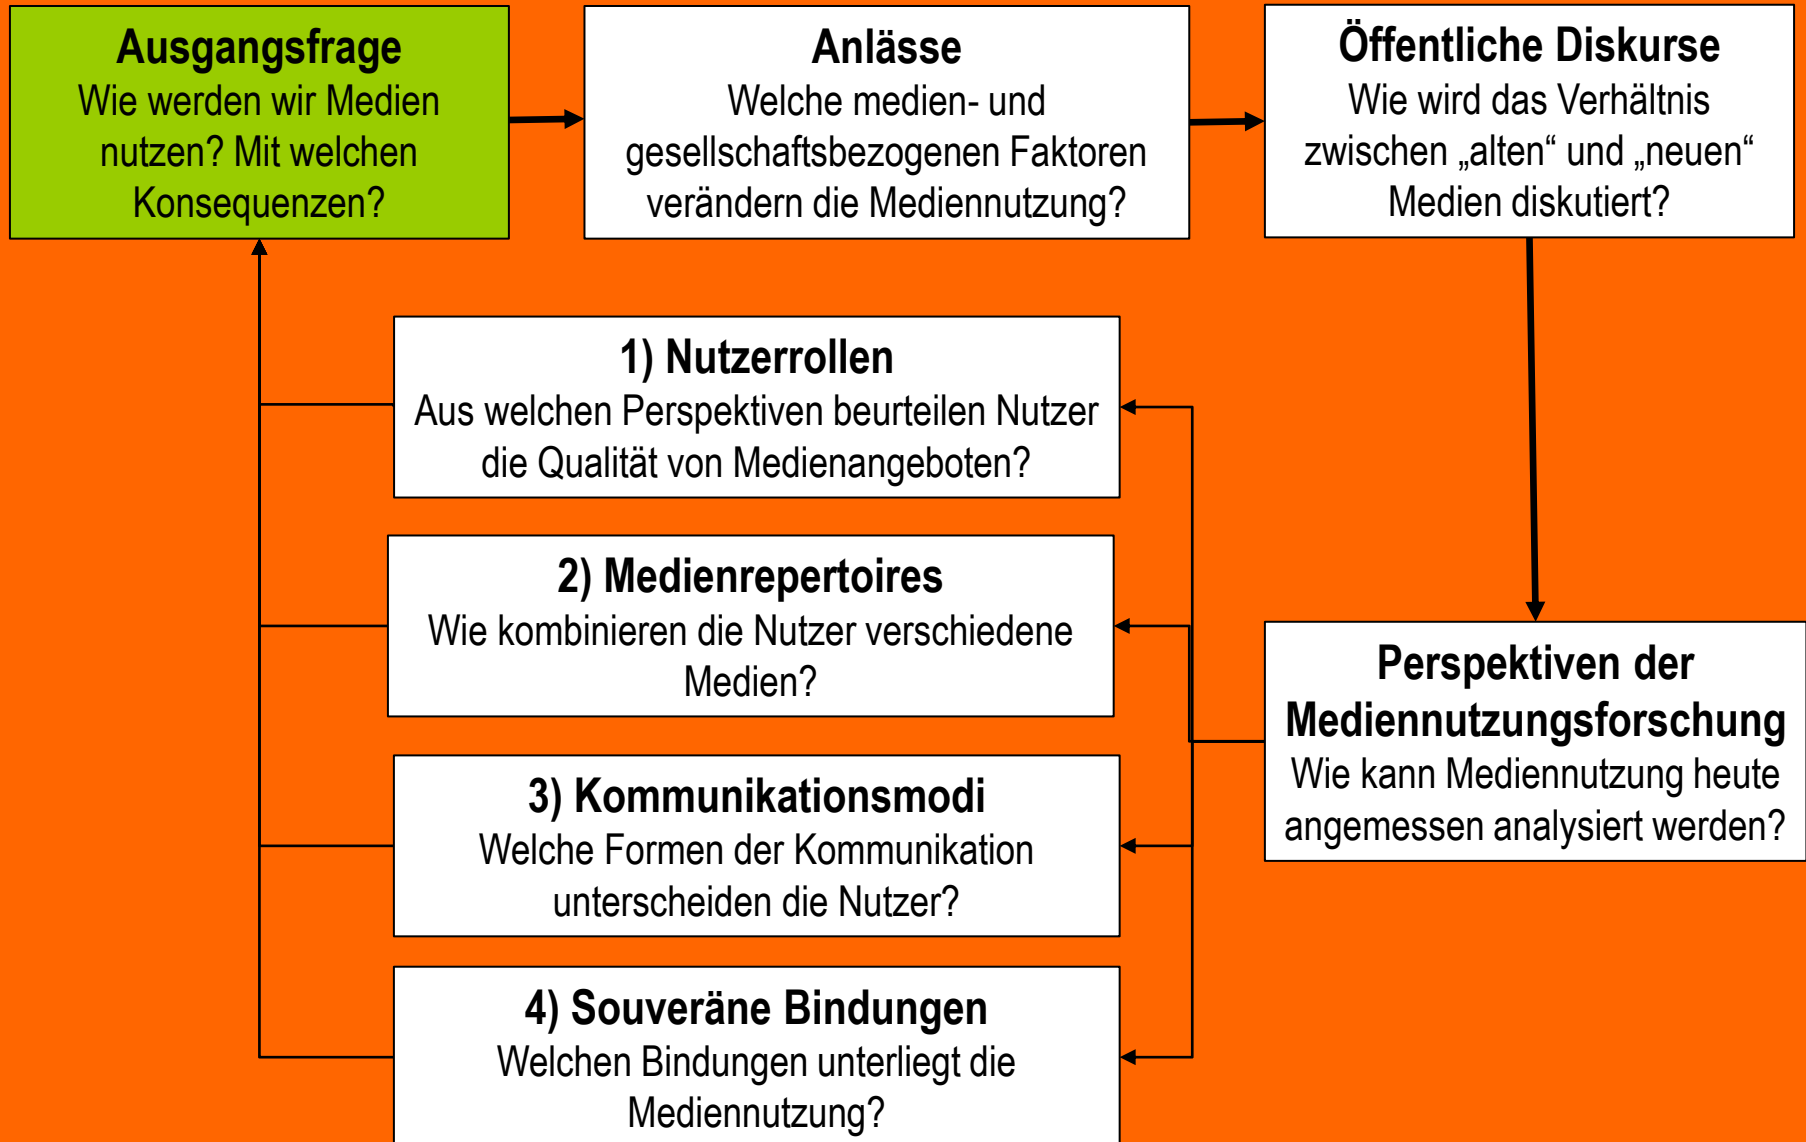 Ausgangsfrage
Wie werden wir Medien
nutzen? Mit welchen
Konsequenzen?
Anlässe
Welche medien- und
gesellschaftsbezogenen Faktoren
verändern die Mediennutzung?
Öffentliche Diskurse
Wie wird das Verhältnis
zwischen „alten“ und „neuen“
Medien diskutiert?
1) Nutzerrollen
Aus welchen Perspektiven beurteilen Nutzer
die Qualität von Medienangeboten?
2) Medienrepertoires
Wie kombinieren die Nutzer verschiedene
Medien?
Perspektiven der
Mediennutzungsforschung
Wie kann Mediennutzung heute
angemessen analysiert werden?
3) Kommunikationsmodi
Welche Formen der Kommunikation
unterscheiden die Nutzer?
4) Souveräne Bindungen
Welchen Bindungen unterliegt die
Mediennutzung?